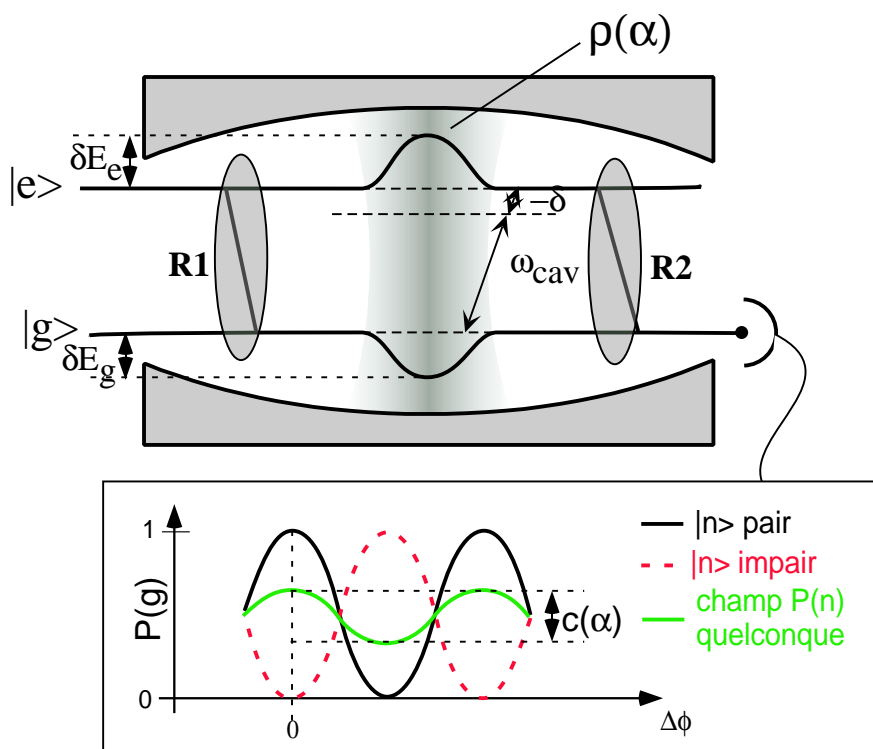 ρ(α)
δE_e
|e>
−δ
R1
ω_cav
R2
|g>
δE_g
1
P(g)
0
0
Δϕ
c(α)
|n> pair
|n> impair
champ P(n)
quelconque